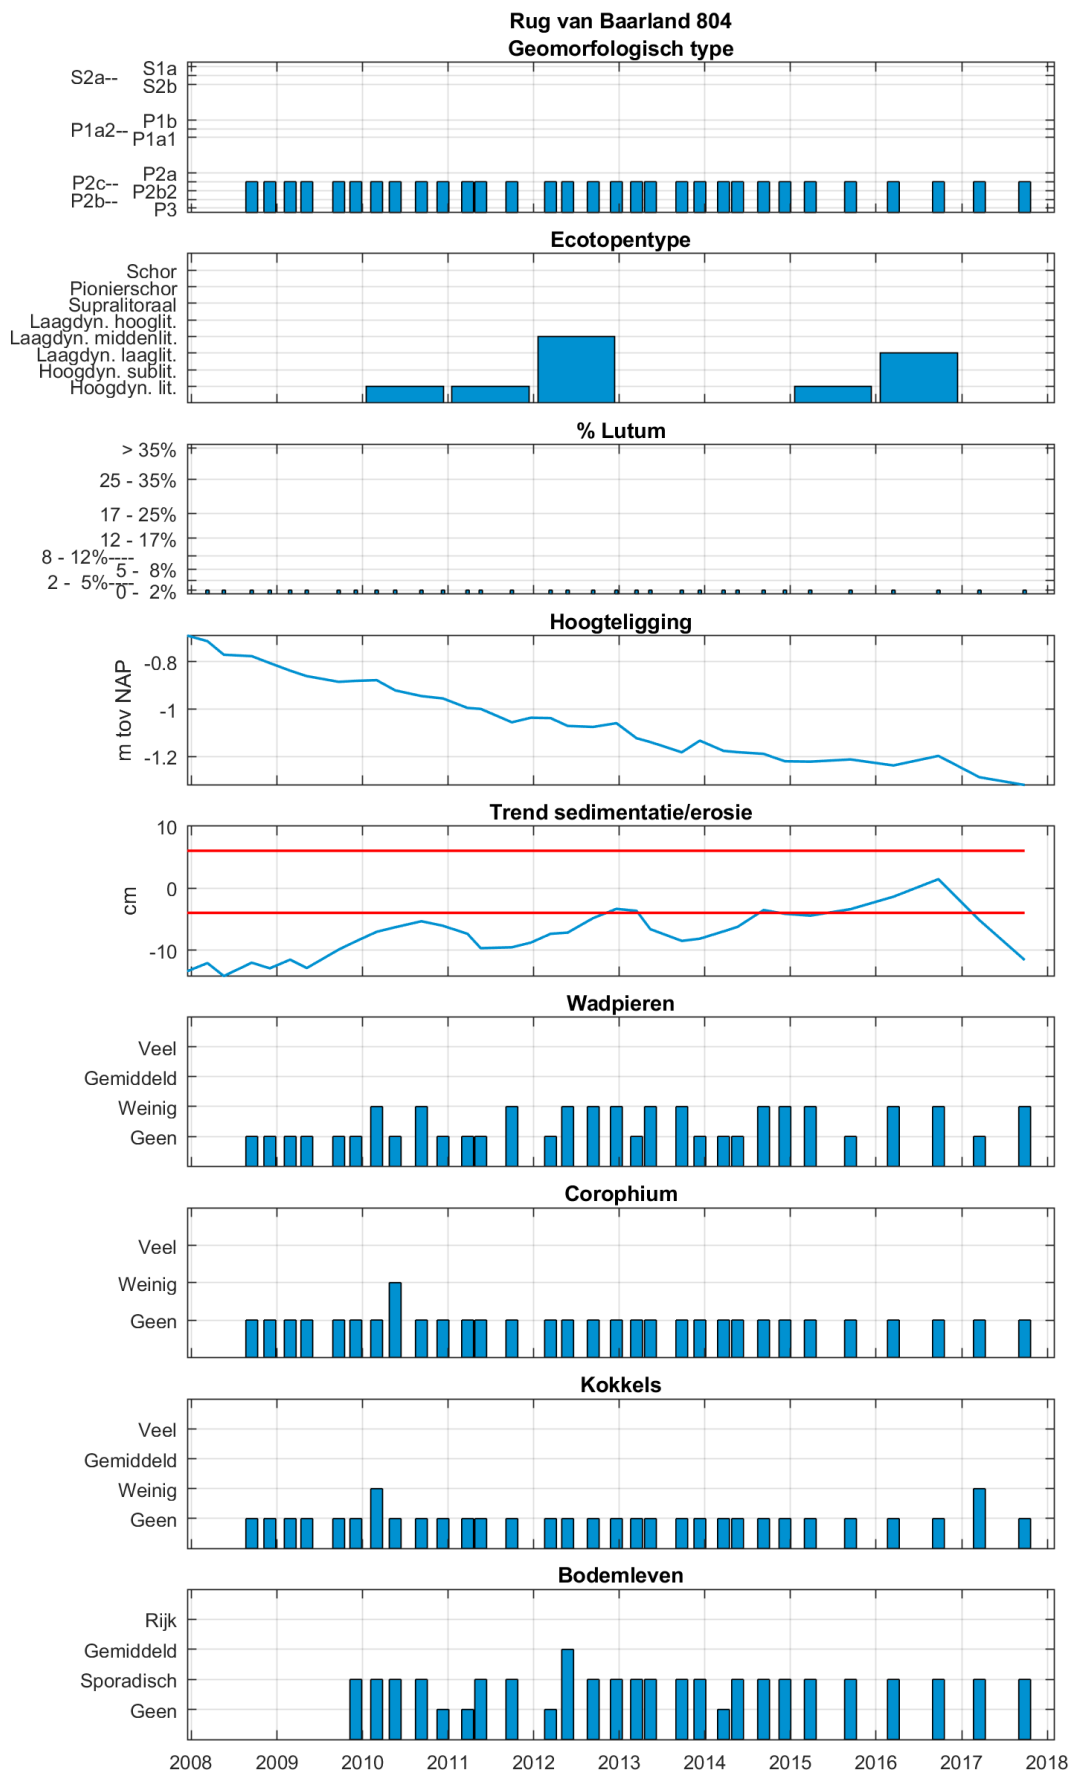 Rug van Baarland 804
Geomorfologisch type
S1a
S2a--
S2b
P1b
P1a2--
P1a1
P2a
P2c--
P2b2
P2b--
P3
Ecotopentype
Schor
Pionierschor
Supralitoraal
Laagdyn. hooglit.
Laagdyn. middenlit.
Laagdyn. laaglit.
Hoogdyn. sublit.
Hoogdyn. lit.
% Lutum
> 35%
25 - 35%
17 - 25%
12 - 17%
8 - 12%----
5 - 8%
2 - 5%----
0 - 2%
Hoogteligging
m tov NAP
-0.8
-1
-1.2
Trend sedimentatie/erosie
cm
10
0
-10
Wadpieren
Veel
Gemiddeld
Weinig
Geen
Corophium
Veel
Weinig
Geen
Kokkels
Veel
Gemiddeld
Weinig
Geen
Bodemleven
Rijk
Gemiddeld
Sporadisch
Geen
2008 2009 2010 2011 2012 2013 2014 2015 2016 2017 2018